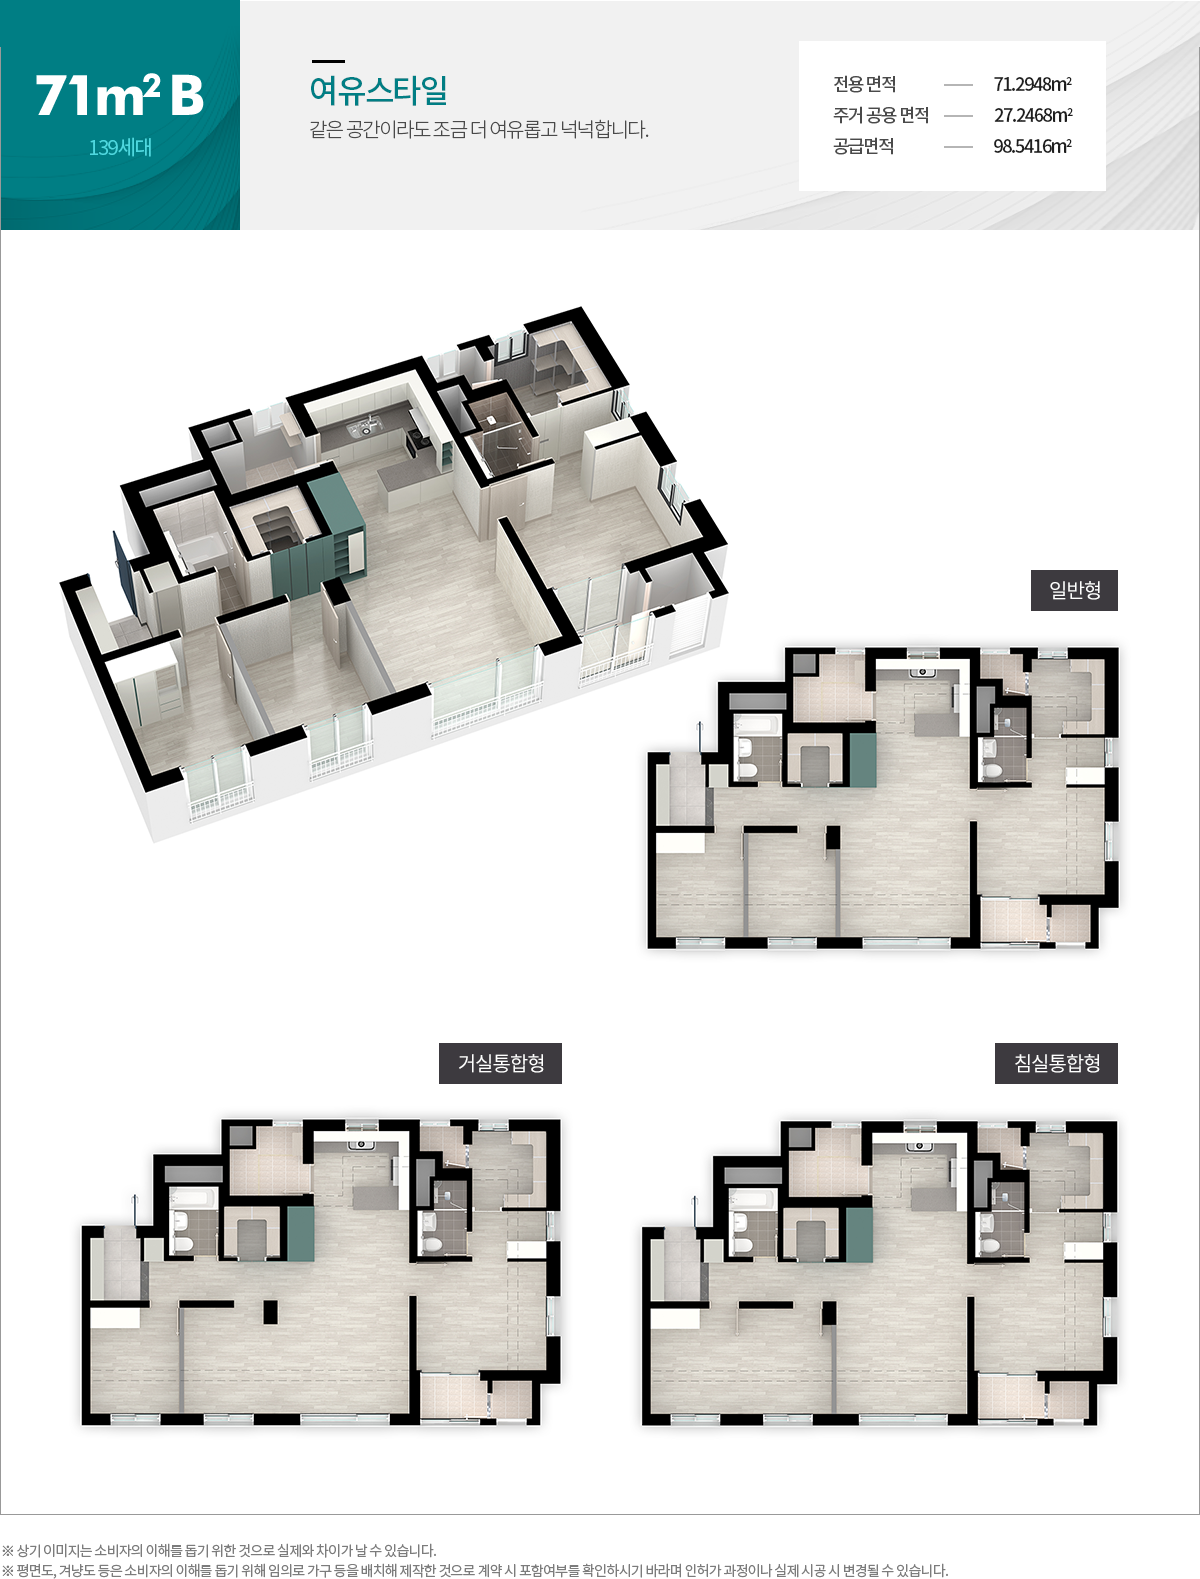 71m² B
139세대
여유스타일
같은 공간이라도 조금 더 여유롭고 넉넉합니다.
전용 면적 71.2948m²
주거 공용 면적 27.2468m²
공급면적 98.5416m²
일반형
거실통합형
침실통합형
※ 상기 이미지는 소비자의 이해를 돕기 위한 것으로 실제와 차이가 날 수 있습니다.
※ 평면도, 겨냥도 등은 소비자의 이해를 돕기 위해 임의로 가구 등을 배치해 제작한 것으로 계약 시 포함여부를 확인하시기 바라며 인허가 과정이나 실제 시공 시 변경될 수 있습니다.